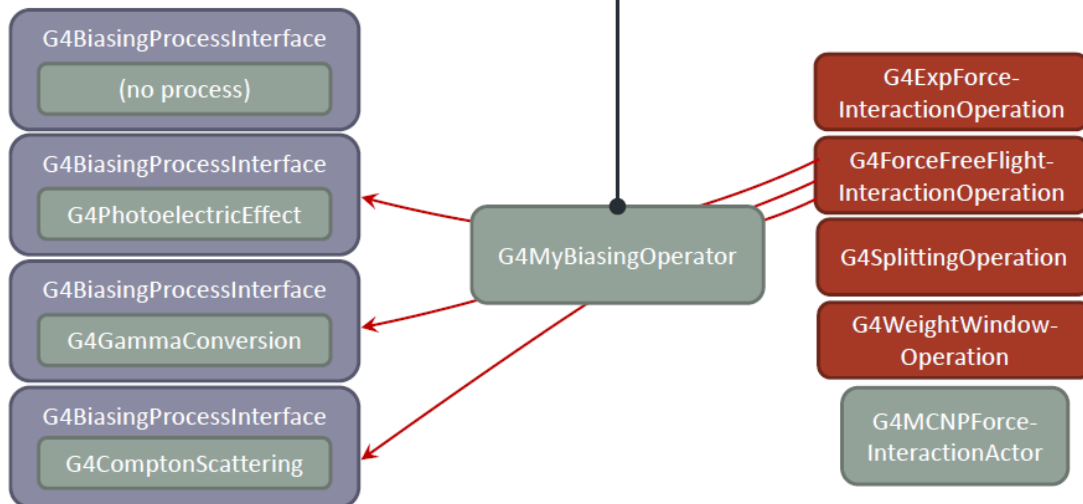 G4BiasingProcessInterface
(no process)
G4BiasingProcessInterface
G4PhotoelectricEffect
G4BiasingProcessInterface
G4GammaConversion
G4BiasingProcessInterface
G4ComptonScattering
G4MyBiasingOperator
G4ExpForce-
InteractionOperation
G4ForceFreeFlight-
InteractionOperation
G4SplittingOperation
G4WeightWindow-
Operation
G4MCNPForce-
InteractionActor